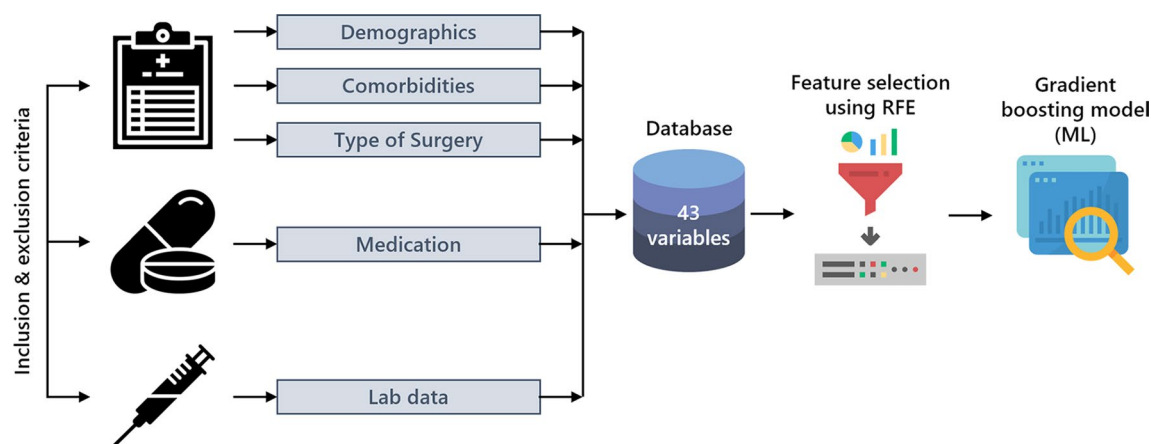 Inclusion & exclusion criteria
Demographics
Comorbidities
Type of Surgery
Medication
Lab data
Database
43
variables
Feature selection
using RFE
Gradient
boosting model
(ML)